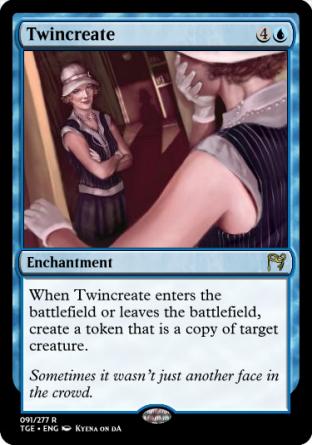 Twincreate 4
Enchantment
When Twincreate enters the
battlefield or leaves the battlefield,
create a token that is a copy of target
creature.
Sometimes it wasn't just another face in
the crowd.
091/277 R
TGE • ENG Kyena on dA